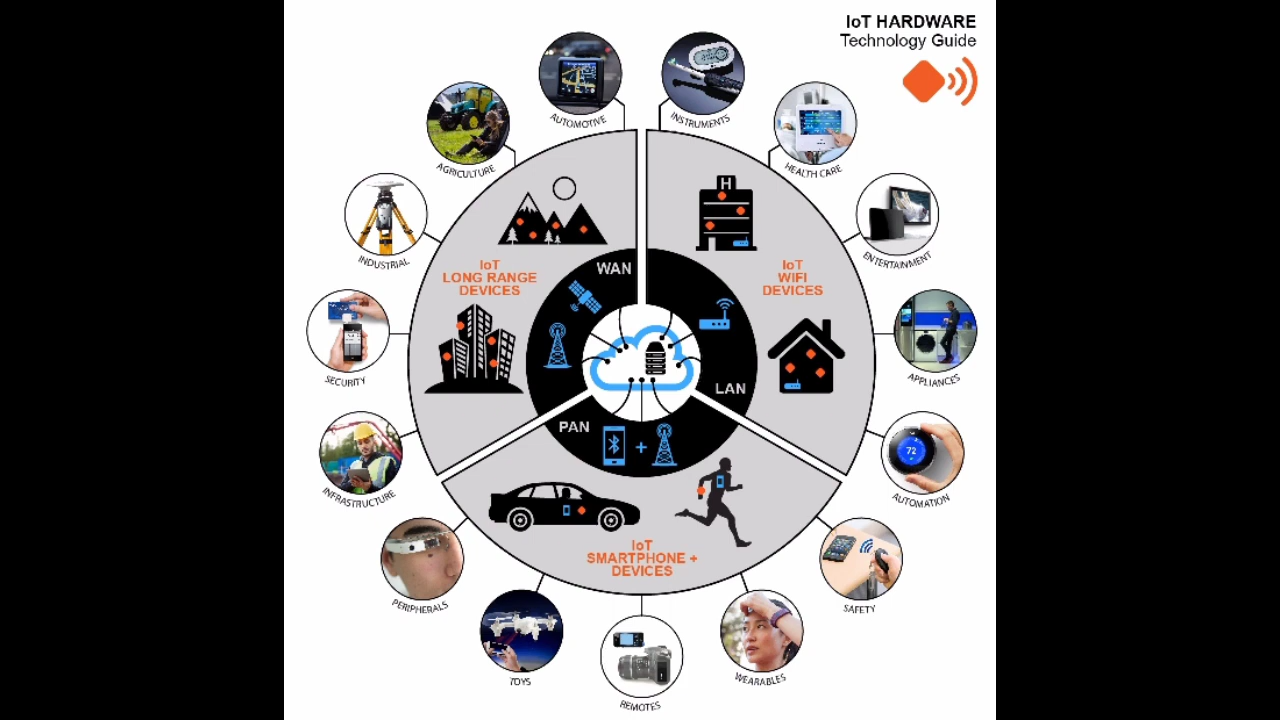 IoT HARDWARE
Technology Guide
AUTOMOTIVE
INSTRUMENTS
AGRICULTURE
HEALTH CARE
INDUSTRIAL
ENTERTAINMENT
H
WAN
IoT
LONG RANGE
DEVICES
IoT
WIFI
DEVICES
SECURITY
APPLIANCES
LAN
PAN
+
72
INFRASTRUCTURE
AUTOMATION
IoT
SMARTPHONE +
DEVICES
PERIPHERALS
SAFETY
TOYS
WEARABLES
REMOTES